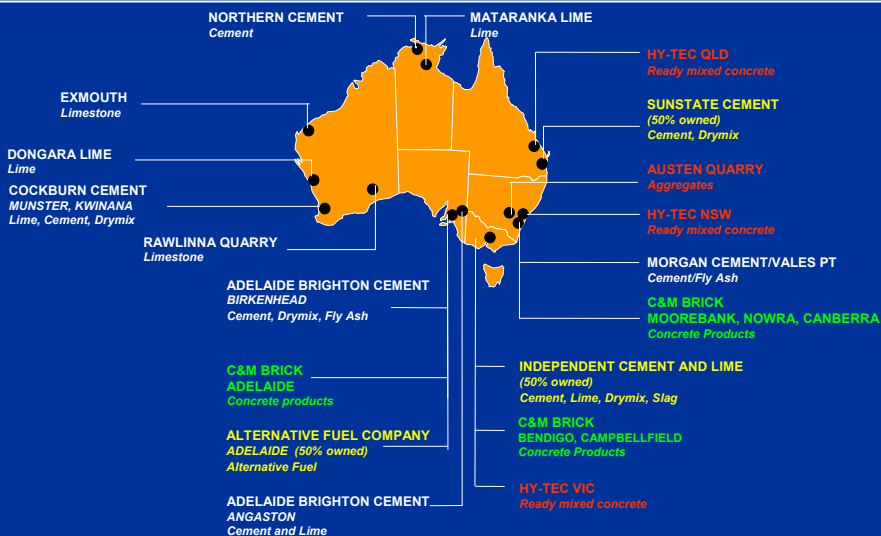 NORTHERN CEMENT
Cement
MATARANKA LIME
Lime
HY-TEC QLD
Ready mixed concrete
EXMOUTH
Limestone
SUNSTATE CEMENT
(50% owned)
Cement, Drymix
DONGARA LIME
Lime
AUSTEN QUARRY
Aggregates
COCKBURN CEMENT
MUNSTER, KWINANA
Lime, Cement, Drymix
HY-TEC NSW
Ready mixed concrete
RAWLINNA QUARRY
Limestone
MORGAN CEMENT/VALES PT
Cement/Fly Ash
ADELAIDE BRIGHTON CEMENT
BIRKENHEAD
Cement, Drymix, Fly Ash
C&M BRICK
MOOREBANK, NOWRA, CANBERRA
Concrete Products
C&M BRICK
ADELAIDE
Concrete products
INDEPENDENT CEMENT AND LIME
(50% owned)
Cement, Lime, Drymix, Slag
C&M BRICK
BENDIGO, CAMPBELLFIELD
Concrete Products
ALTERNATIVE FUEL COMPANY
ADELAIDE (50% owned)
Alternative Fuel
HY-TEC VIC
Ready mixed concrete
ADELAIDE BRIGHTON CEMENT
ANGASTON
Cement and Lime